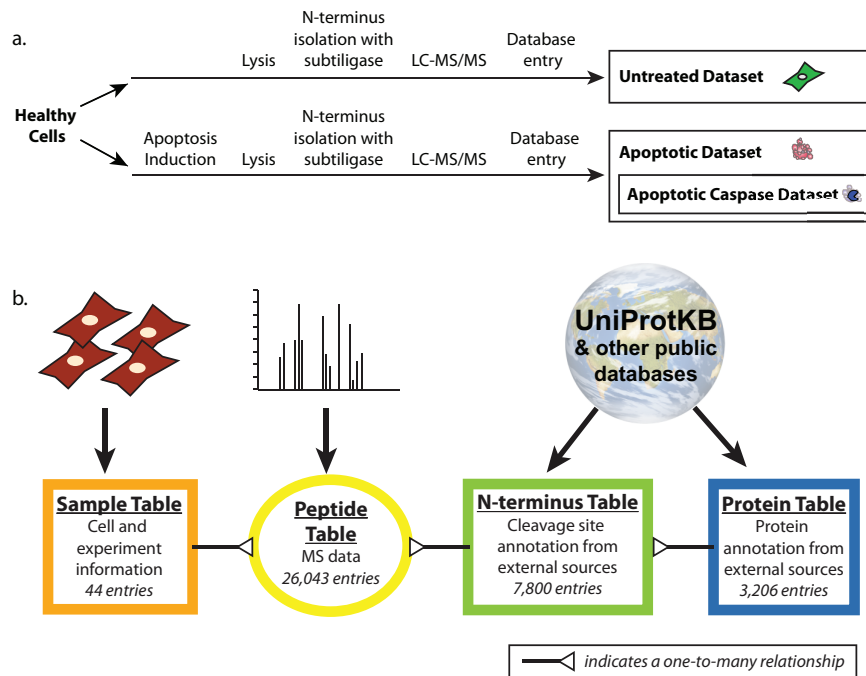 a.
Healthy
Cells
Lysis
N-terminus
isolation with
subtiligase
LC-MS/MS
Database
entry
Untreated Dataset
Apoptosis
Induction
Lysis
N-terminus
isolation with
subtiligase
LC-MS/MS
Database
entry
Apoptotic Dataset
Apoptotic Caspase Dataset
b.
UniProtKB
& other public
databases
Sample Table
Cell and
experiment
information
44 entries
Peptide
Table
MS data
26,043 entries
N-terminus Table
Cleavage site
annotation from
external sources
7,800 entries
Protein Table
Protein
annotation from
external sources
3,206 entries
indicates a one-to-many relationship